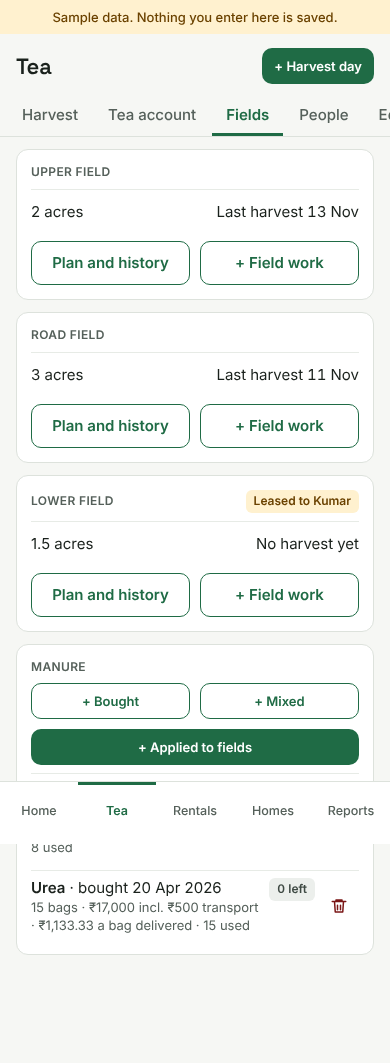 Sample data. Nothing you enter here is saved.
Tea
+ Harvest day
Harvest
Tea account
Fields
People
UPPER FIELD
2 acres
Last harvest 13 Nov
Plan and history
+ Field work
ROAD FIELD
3 acres
Last harvest 11 Nov
Plan and history
+ Field work
LOWER FIELD
Leased to Kumar
1.5 acres
No harvest yet
Plan and history
+ Field work
MANURE
+ Bought
+ Mixed
+ Applied to fields
Home
Tea
Rentals
Homes
Reports
8 used
Urea · bought 20 Apr 2026
0 left
15 bags · ₹17,000 incl. ₹500 transport
· ₹1,133.33 a bag delivered · 15 used